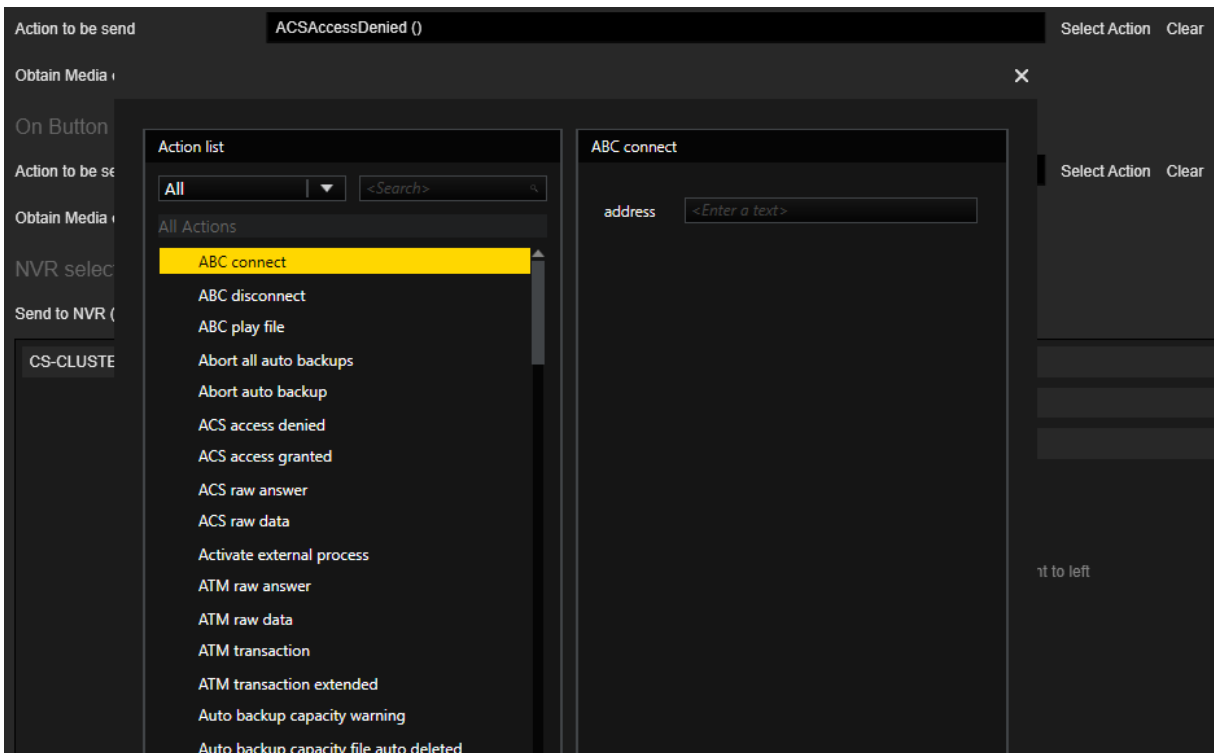 Action to be send ACSAccessDenied () Select Action Clear
Obtain Media
On Button
Action list
ABC connect
Action to be se Select Action Clear
All <Search>
address <Enter a text>
Obtain Media
All Actions
NVR selec
ABC connect
ABC disconnect
Send to NVR (
ABC play file
CS-CLUSTE
Abort all auto backups
Abort auto backup
ACS access denied
ACS access granted
ACS raw answer
ACS raw data
Activate external process
nt to left
ATM raw answer
ATM raw data
ATM transaction
ATM transaction extended
Auto backup capacity warning
Auto backup capacity file auto deleted